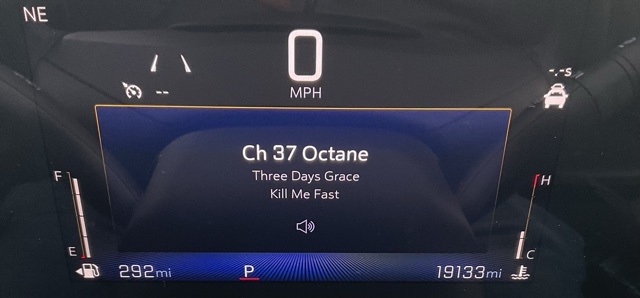 NE
0
MPH
--
-.-s
Ch 37 Octane
Three Days Grace
Kill Me Fast
F
H
E
C
292mi
P
19133mi